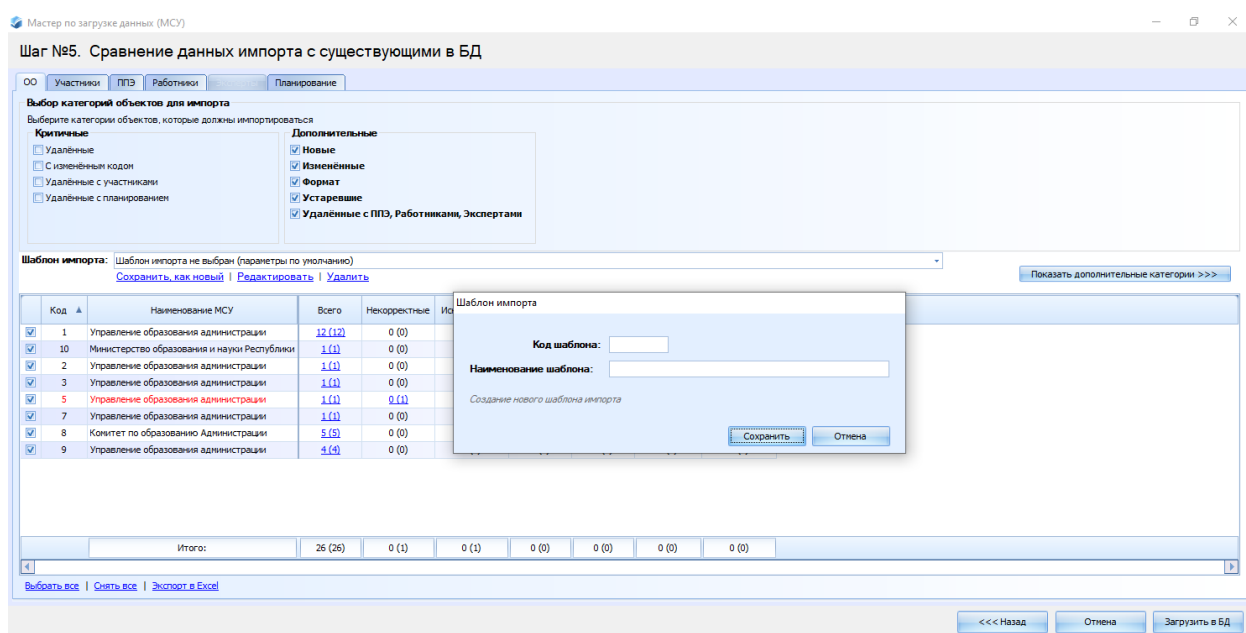 Мастер по загрузке данных (МСУ)
Шаг №5. Сравнение данных импорта с существующими в БД
ОО Участники ППЭ Работники Планирование
Выбор категорий объектов для импорта
Выберите категории объектов, которые должны импортироваться
Критичные Дополнительные
Удалённые Новые
С изменённым кодом Изменённые
Удалённые с участниками Формат
Удалённые с планированием Устаревшие
Удалённые с ППЭ, Работниками, Экспертами
Шаблон импорта: Шаблон импорта не выбран (параметры по умолчанию)
Сохранить, как новый | Редактировать | Удалить Показать дополнительные категории >>>
Код Наименование МСУ Всего Некорректные
1 Управление образования администрации 12 (12) 0 (0)
10 Министерство образования и науки Республики 1 (1) 0 (0)
2 Управление образования администрации 1 (1) 0 (0)
3 Управление образования администрации 1 (1) 0 (0)
5 Управление образования администрации 1 (1) 0 (1)
7 Управление образования администрации 1 (1) 0 (0)
8 Комитет по образованию Администрации 5 (5) 0 (0)
9 Управление образования администрации 4 (4) 0 (0)
Шаблон импорта
Код шаблона:
Наименование шаблона:
Создание нового шаблона импорта
Сохранить Отмена
Итого: 26 (26) 0 (1) 0 (1) 0 (0) 0 (0) 0 (0) 0 (0)
Выбрать все | Снять все | Экспорт в Excel
<<< Назад Отмена Загрузить в БД